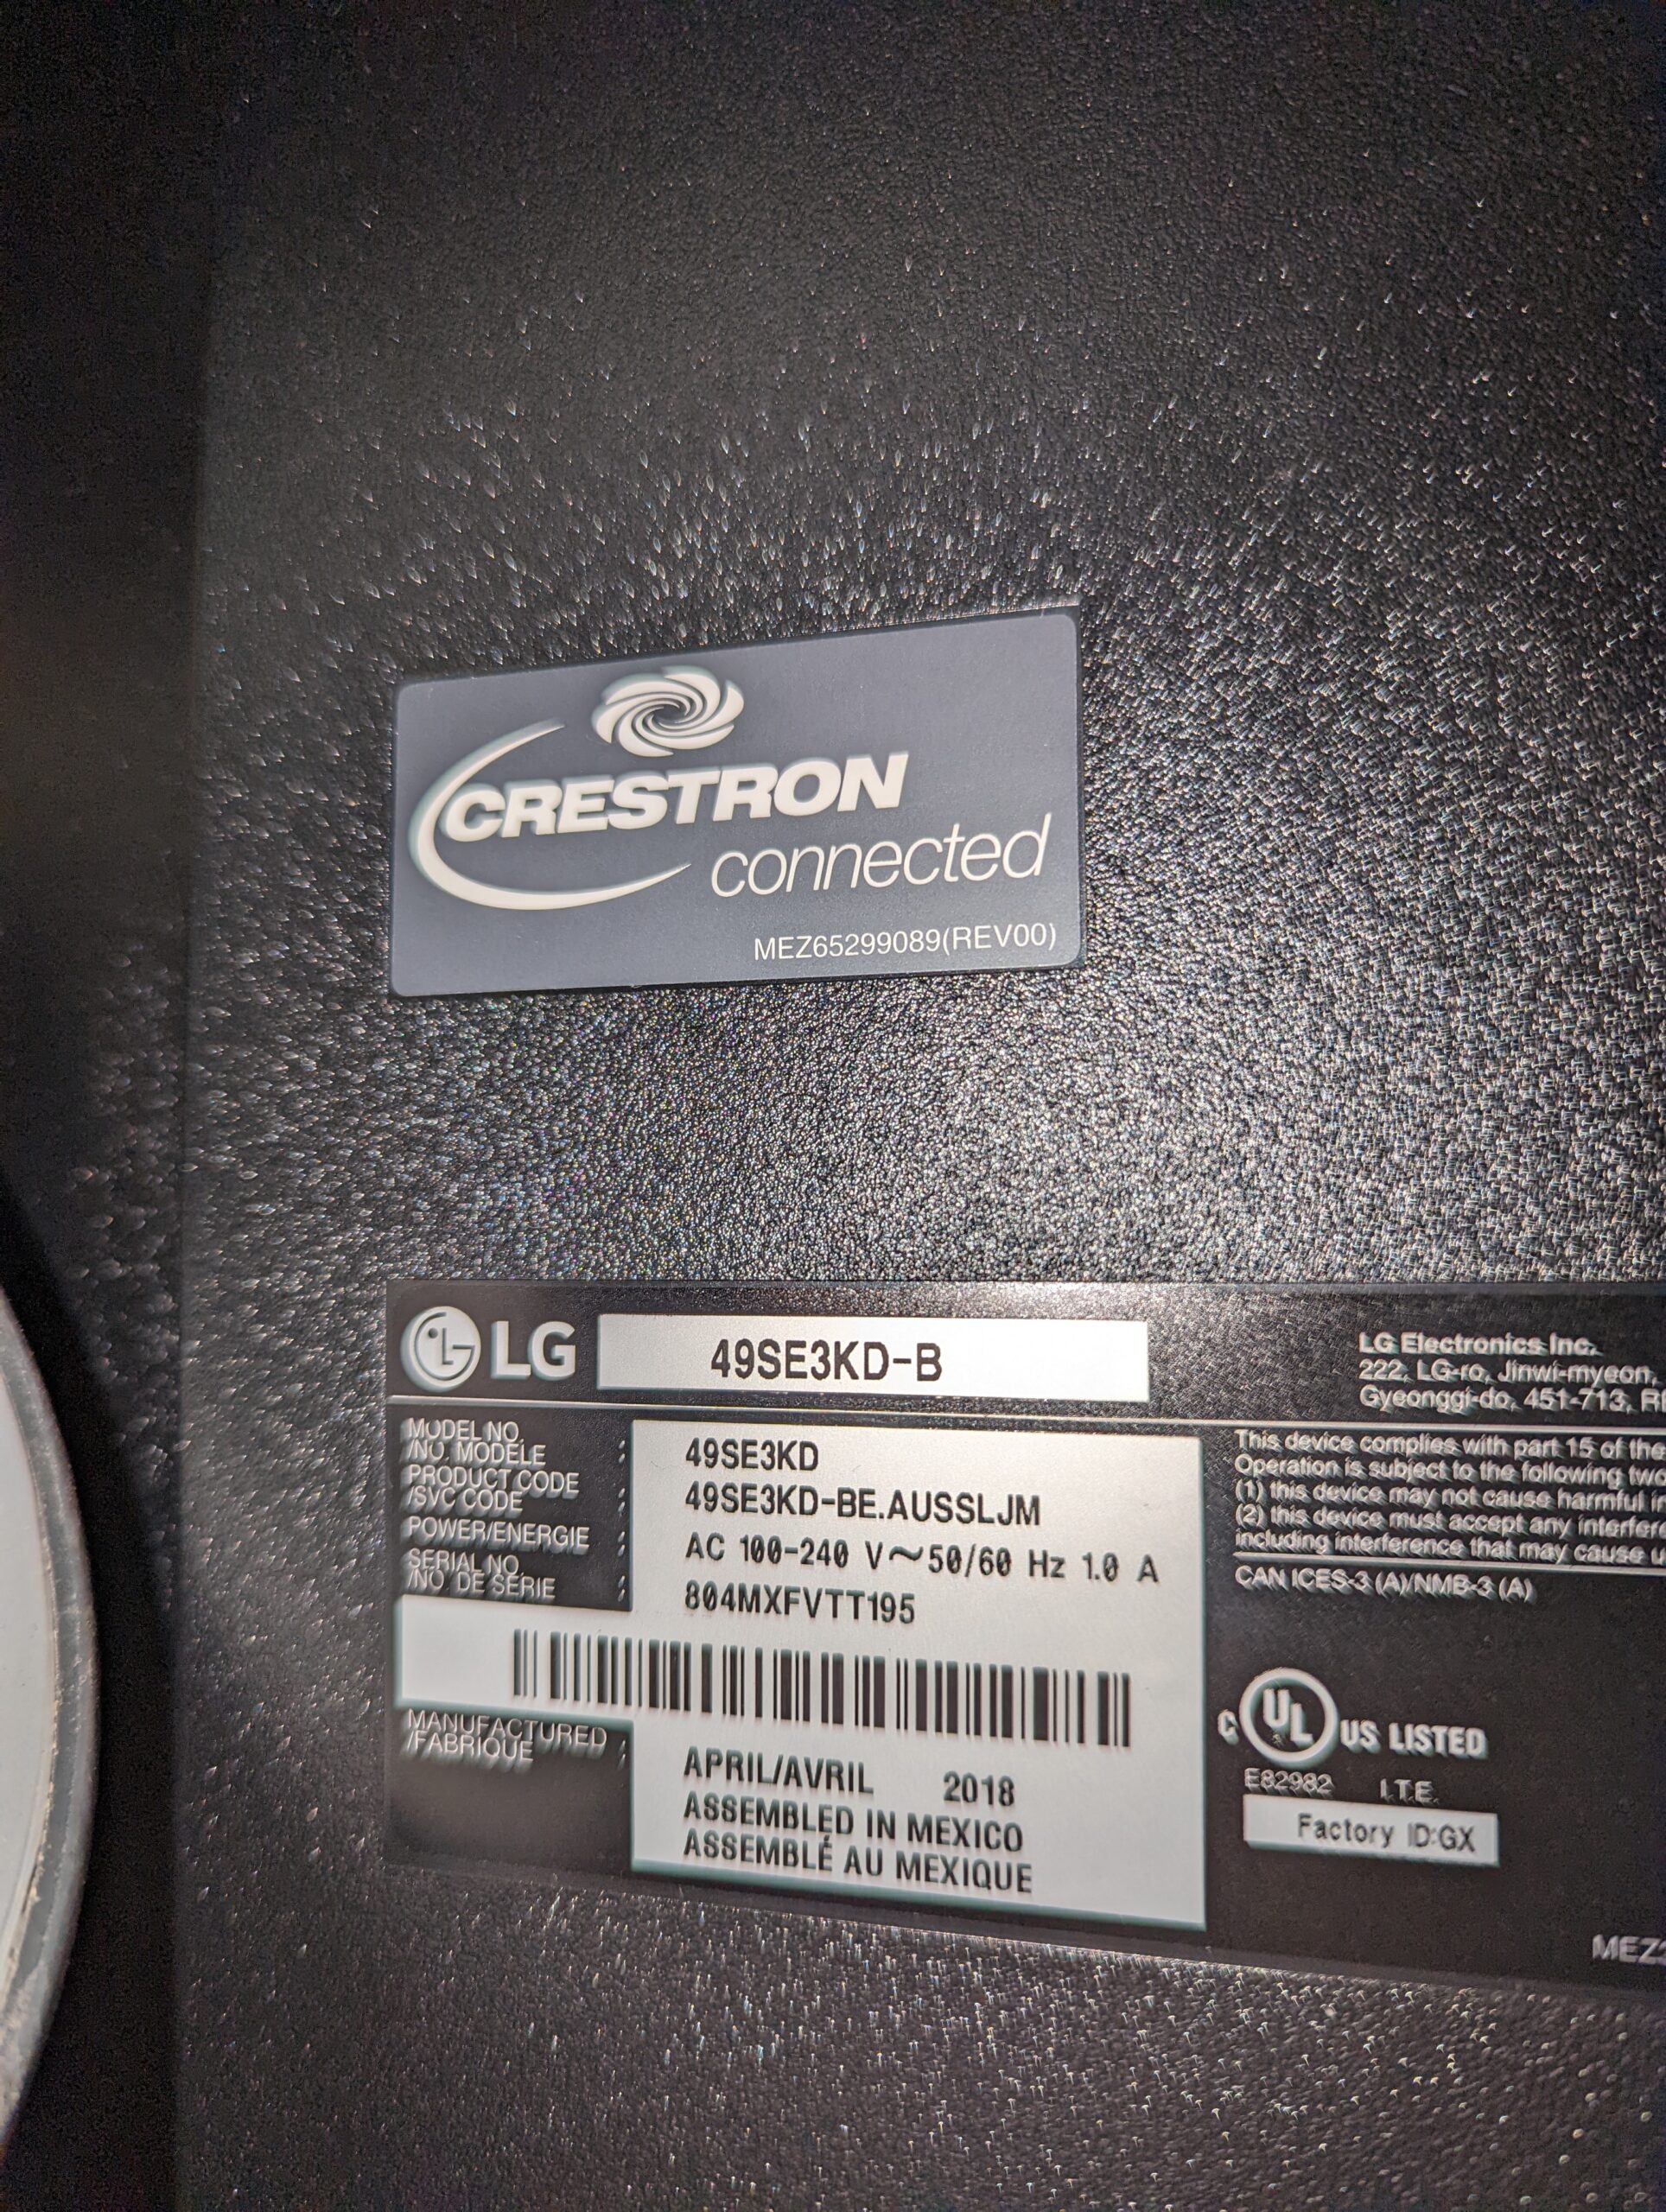 CRESTRON
connected
MEZ65299089(REV00)
LG 49SE3KD-B
MODEL NO.
/NO. MODÈLE : 49SE3KD
PRODUCT CODE
/SVC CODE : 49SE3KD-BE.AUSSLJM
POWER/ENERGIE : AC 100-240 V~50/60 Hz 1.0 A
SERIAL NO.
/NO DE SÉRIE : 804MXFVTT195
MANUFACTURED
/FABRIQUÉ : APRIL/AVRIL 2018
ASSEMBLED IN MEXICO
ASSEMBLÉ AU MEXIQUE
LG Electronics Inc.
222, LG-ro, Jinwi-myeon,
Gyeonggi-do, 451-713,
This device complies with part 15 of the
Operation is subject to the following two
(1) this device may not cause harmful
(2) this device must accept any
including interference that may cause
CAN ICES-3 (A)/NMB-3 (A)
C UL US LISTED
E82982 I.T.E.
Factory ID:GX